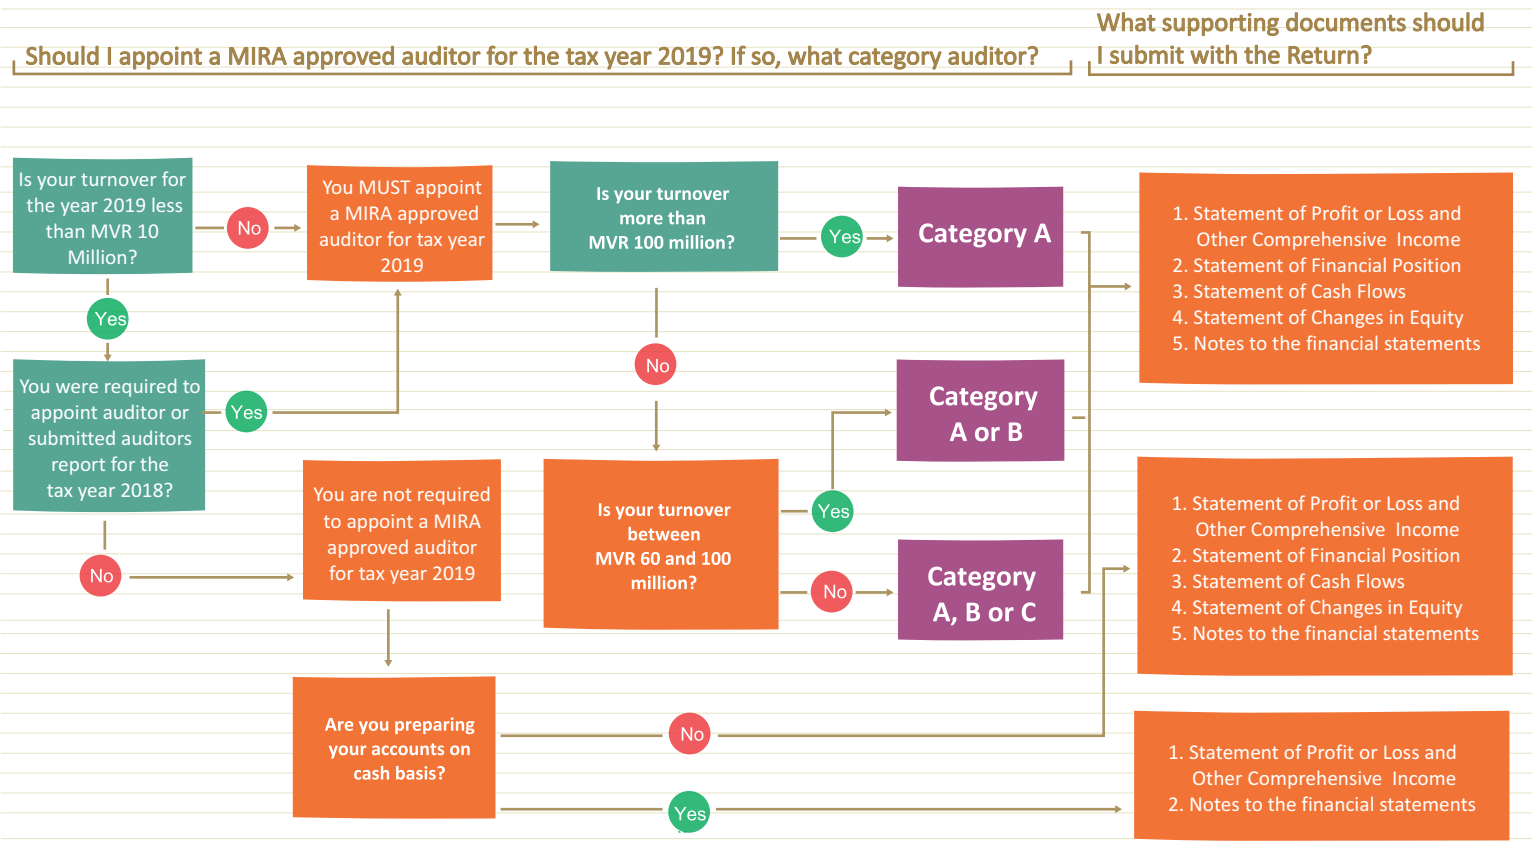 Should I appoint a MIRA approved auditor for the tax year 2019? If so, what category auditor?
What supporting documents should
I submit with the Return?
Is your turnover for
the year 2019 less
than MVR 10
Million?
No
You MUST appoint
a MIRA approved
auditor for tax year
2019
Is your turnover
more than
MVR 100 million?
Yes
Category A
1. Statement of Profit or Loss and
Other Comprehensive Income
2. Statement of Financial Position
3. Statement of Cash Flows
4. Statement of Changes in Equity
5. Notes to the financial statements
Yes
No
You were required to
appoint auditor or
submitted auditors
report for the
tax year 2018?
Yes
Category
A or B
You are not required
to appoint a MIRA
approved auditor
for tax year 2019
Is your turnover
between
MVR 60 and 100
million?
Yes
No
Category
A, B or C
1. Statement of Profit or Loss and
Other Comprehensive Income
2. Statement of Financial Position
3. Statement of Cash Flows
4. Statement of Changes in Equity
5. Notes to the financial statements
No
Are you preparing
your accounts on
cash basis?
No
Yes
1. Statement of Profit or Loss and
Other Comprehensive Income
2. Notes to the financial statements